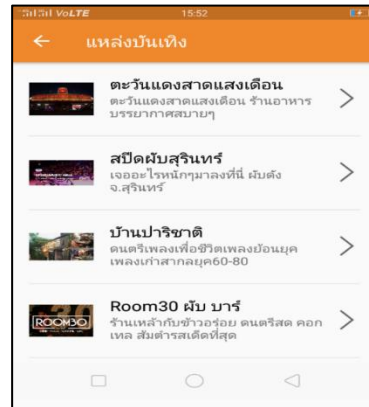 VoLTE 15:52
แหล่งบันเทิง
ตะวันแดงสาดแสงเดือน
ตะวันแดงสาดแสงเดือน ร้านอาหาร
บรรยากาศสบายๆ
สปีดผับสุรินทร์
เจออะไรหนักๆมาลงที่นี่ ผับดัง
จ.สุรินทร์
บ้านปาริชาติ
ดนตรีเพลงเพื่อชีวิตเพลงย้อนยุค
เพลงเก่าสากลยุค60-80
Room30 ผับ บาร์
ROOM30
ร้านเหล้ากับข้าวอร่อย ดนตรีสด คอก
เทล ส้มตำรสเด็ดที่สุด